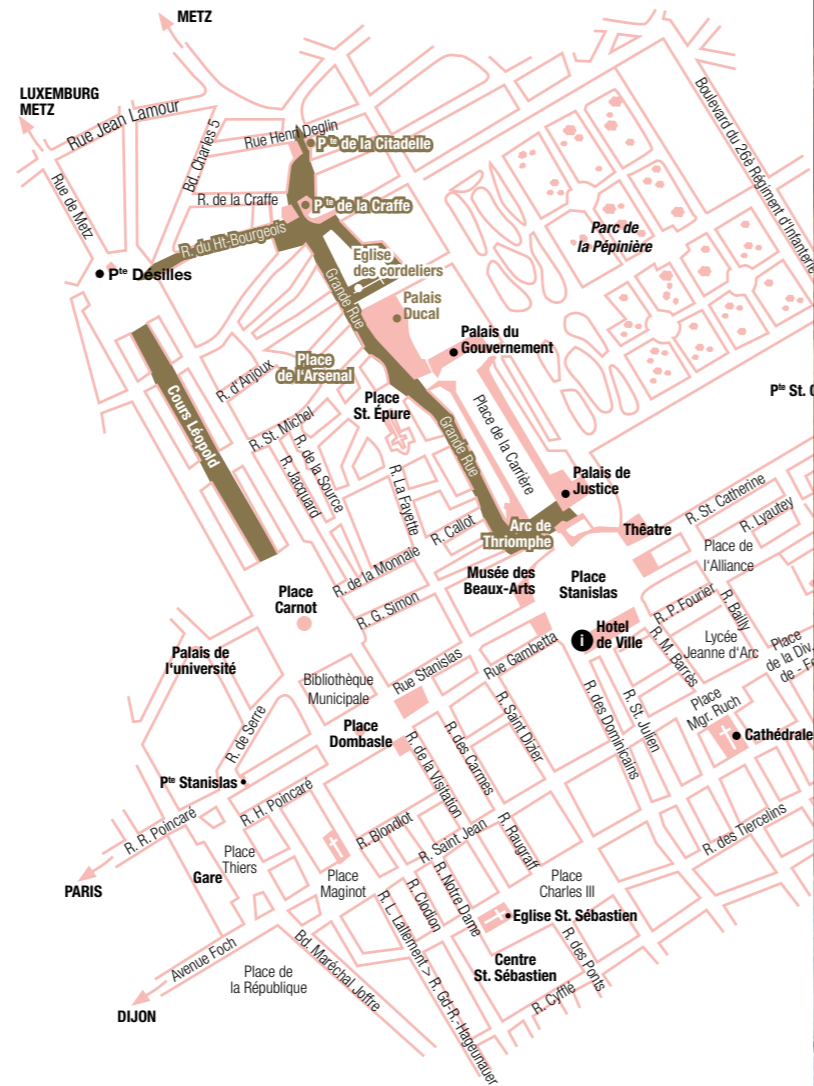 METZ
LUXEMBURG
METZ
Rue Jean Lamour
Bd. Charles 5
Rue Henri Deglin
Pte de la Citadelle
Boulevard du 26è Régiment d'Infanterie
Rue de Metz
R. de la Craffe
Pte de la Craffe
R. du Ht-Bourgeois
Parc de
la Pépinière
Pte Désilles
Eglise
des cordeliers
Grande Rue
Palais
Ducal
Palais du
Gouvernement
Place
de l'Arsenal
R. d'Anjoux
Cours Léopold
Place
St. Épure
Place de la Carrière
Pte St.
R. St. Michel
R. de la Source
R. Jacquard
Grande Rue
R. La Fayette
Palais de
Justice
R. Callot
Arc de
Thriomphe
Thêatre
R. St. Catherine
R. Lyautey
Place de
l'Alliance
R. de la Monnaie
Musée des
Beaux-Arts
Place
Stanislas
Place
Carnot
R. G. Simon
R. P. Fourier
R. Bailly
i
Hotel
de Ville
Lycée
Jeanne d'Arc
Place
de la Div.
de - Fe
R. M. Barrès
Palais de
l'université
Bibliothèque
Municipale
Rue Stanislas
Rue Gambetta
R. Saint Dizier
R. des Dominicains
R. St. Julien
Place
Mgr. Ruch
Cathédrale
R. de Serre
Place
Dombasle
R. de la Visitation
R. des Carmes
Pte Stanislas
R. R. Poincaré
R. H. Poincaré
R. Blondlot
R. Saint Jean
R. Raugraff
R. des Tiercelins
PARIS
Gare
Place
Thiers
Place
Maginot
R. Notre Dame
R. Clodion
Place
Charles III
Eglise St. Sébastien
R. L. Lallement > R. Gd-R.-Hageunauer
Centre
St. Sébastien
R. des Ponts
R. Cyfflé
Avenue Foch
Place de
la République
Bd. Maréchal Joffre
DIJON